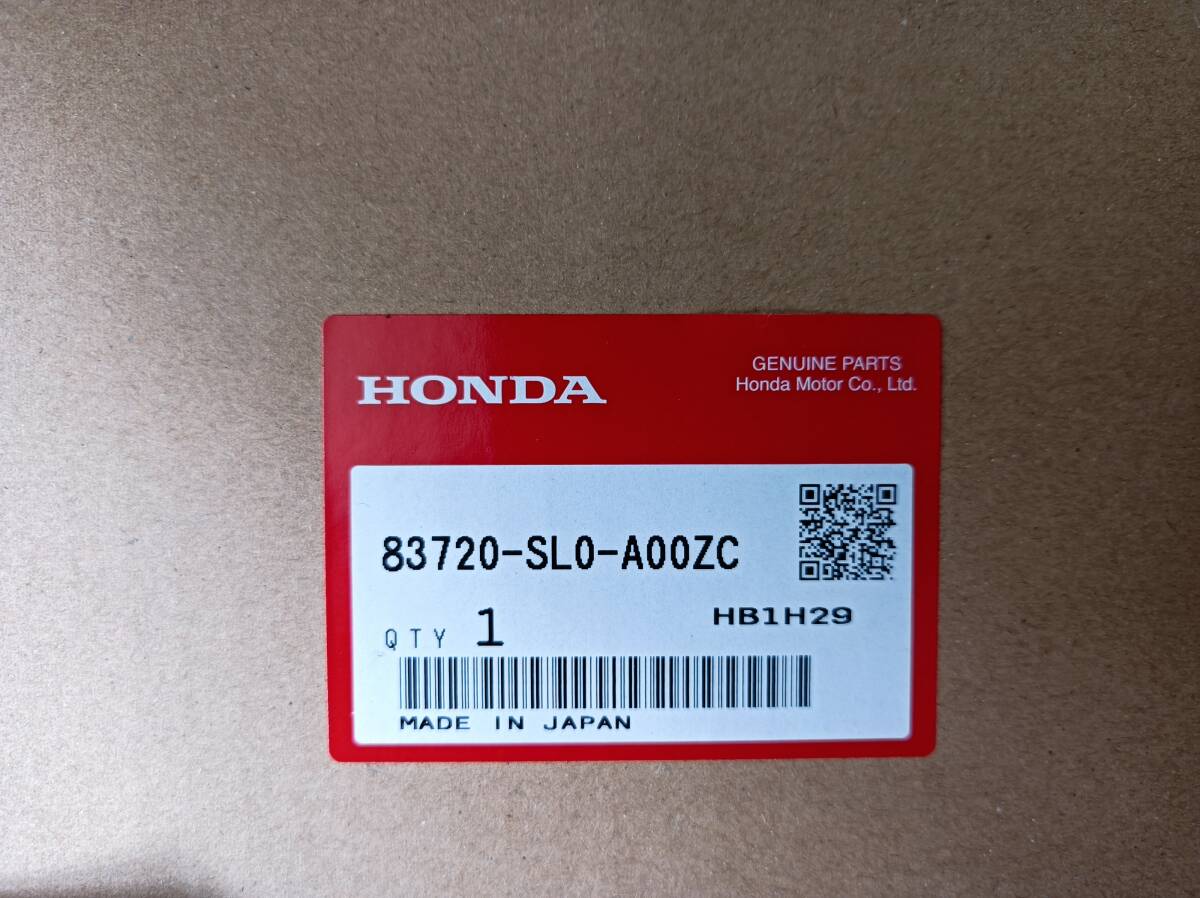 HONDA
GENUINE PARTS
Honda Motor Co., Ltd.
83720-SL0-A00ZC
QTY 1
HB1H29
MADE IN JAPAN